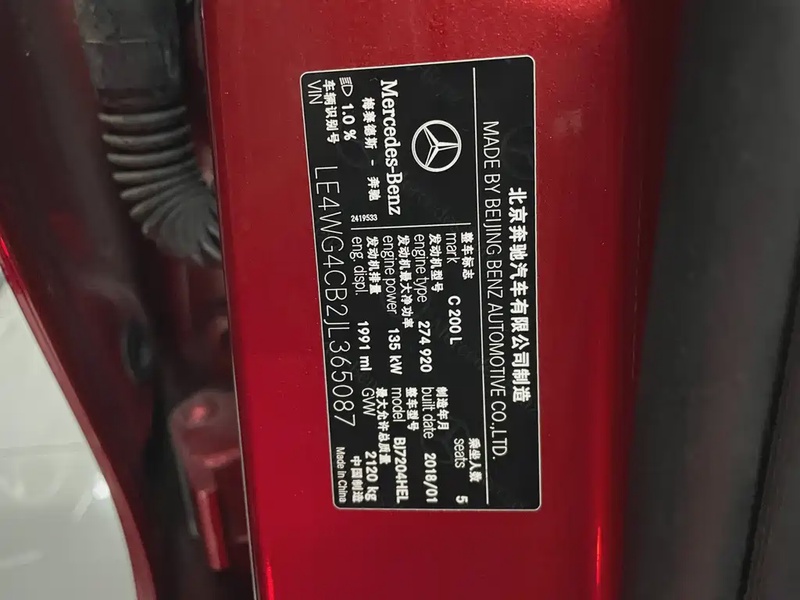 北京奔驰汽车有限公司制造
MADE BY BEIJING BENZ AUTOMOTIVE CO.,LTD.
Mercedes-Benz
梅赛德斯 - 奔驰
1.0 %
2419533
整车标志
mark C 200 L
乘坐人数
seats 5
发动机型号
engine type 274 920
制造年月
built date 2018/01
发动机最大净功率
engine power 135 kW
整车型号
model BJ7204HEL
发动机排量
eng. displ. 1991 ml
最大允许总质量
GVW 2120 kg
车辆识别号
VIN LE4WG4CB2JL365087
中国制造
Made in China